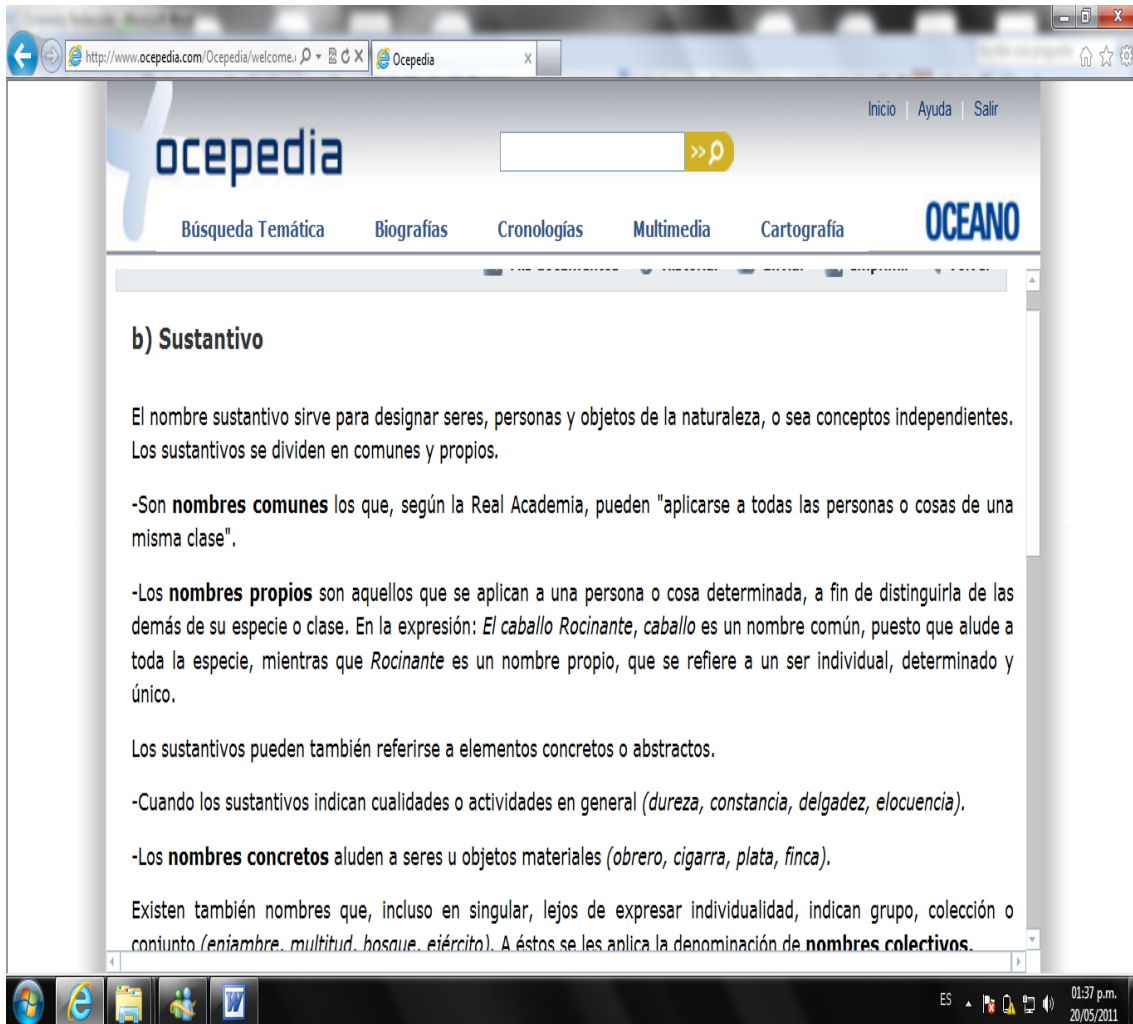 http://www.ocepedia.com/Ocepedia/welcome.
Ocepedia
Inicio | Ayuda | Salir
ocepedia
Búsqueda Temática Biografías Cronologías Multimedia Cartografía OCEANO
b) Sustantivo
El nombre sustantivo sirve para designar seres, personas y objetos de la naturaleza, o sea conceptos independientes.
Los sustantivos se dividen en comunes y propios.
-Son nombres comunes los que, según la Real Academia, pueden "aplicarse a todas las personas o cosas de una
misma clase".
-Los nombres propios son aquellos que se aplican a una persona o cosa determinada, a fin de distinguirla de las
demás de su especie o clase. En la expresión: El caballo Rocinante, caballo es un nombre común, puesto que alude a
toda la especie, mientras que Rocinante es un nombre propio, que se refiere a un ser individual, determinado y
único.
Los sustantivos pueden también referirse a elementos concretos o abstractos.
-Cuando los sustantivos indican cualidades o actividades en general (dureza, constancia, delgadez, elocuencia).
-Los nombres concretos aluden a seres u objetos materiales (obrero, cigarra, plata, finca).
Existen también nombres que, incluso en singular, lejos de expresar individualidad, indican grupo, colección o
conjunto (enjambre, multitud, bosque, ejército). A éstos se les aplica la denominación de nombres colectivos.
ES 01:37 p.m.
20/05/2011